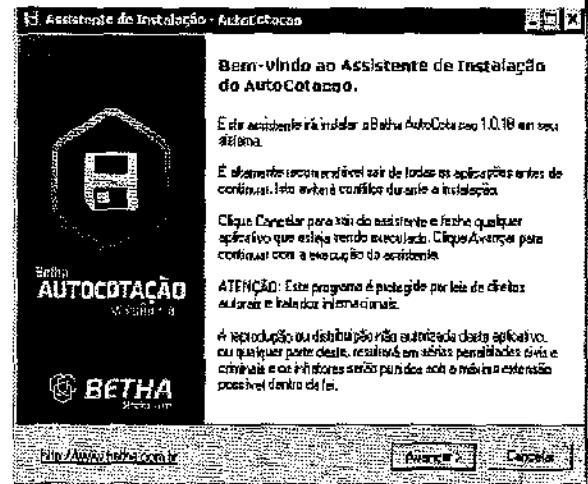 Assistente de Instalação - AutoCotacao
Bem-vindo ao Assistente de Instalação
do AutoCotacao.
Este assistente irá instalar o Betha AutoCotacao 1.0.18 em seu
sistema.
É altamente recomendável sair de todas as aplicações antes de
continuar. Isto evitará conflitos durante a instalação.
Clique Cancelar para sair do assistente e feche qualquer
aplicativo que esteja sendo executado. Clique Avançar para
continuar com a execução do assistente.
Betha
AUTOCOTAÇÃO
ATENÇÃO: Este programa é protegido por leis de direitos
autorais e tratados internacionais.
A reprodução ou distribuição não autorizada deste aplicativo,
ou qualquer parte deste, resultará em sérias penalidades civis e
criminais e os infratores serão punidos sob a máxima extensão
possível dentro da lei.
BETHA
http://www.betha.com.br
Avançar >
Cancelar